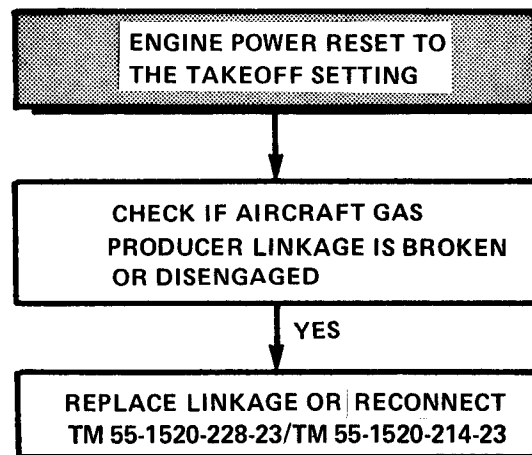 ENGINE POWER RESET TO
THE TAKEOFF SETTING
CHECK IF AIRCRAFT GAS
PRODUCER LINKAGE IS BROKEN
OR DISENGAGED
YES
REPLACE LINKAGE OR RECONNECT
TM 55-1520-228-23/TM 55-1520-214-23